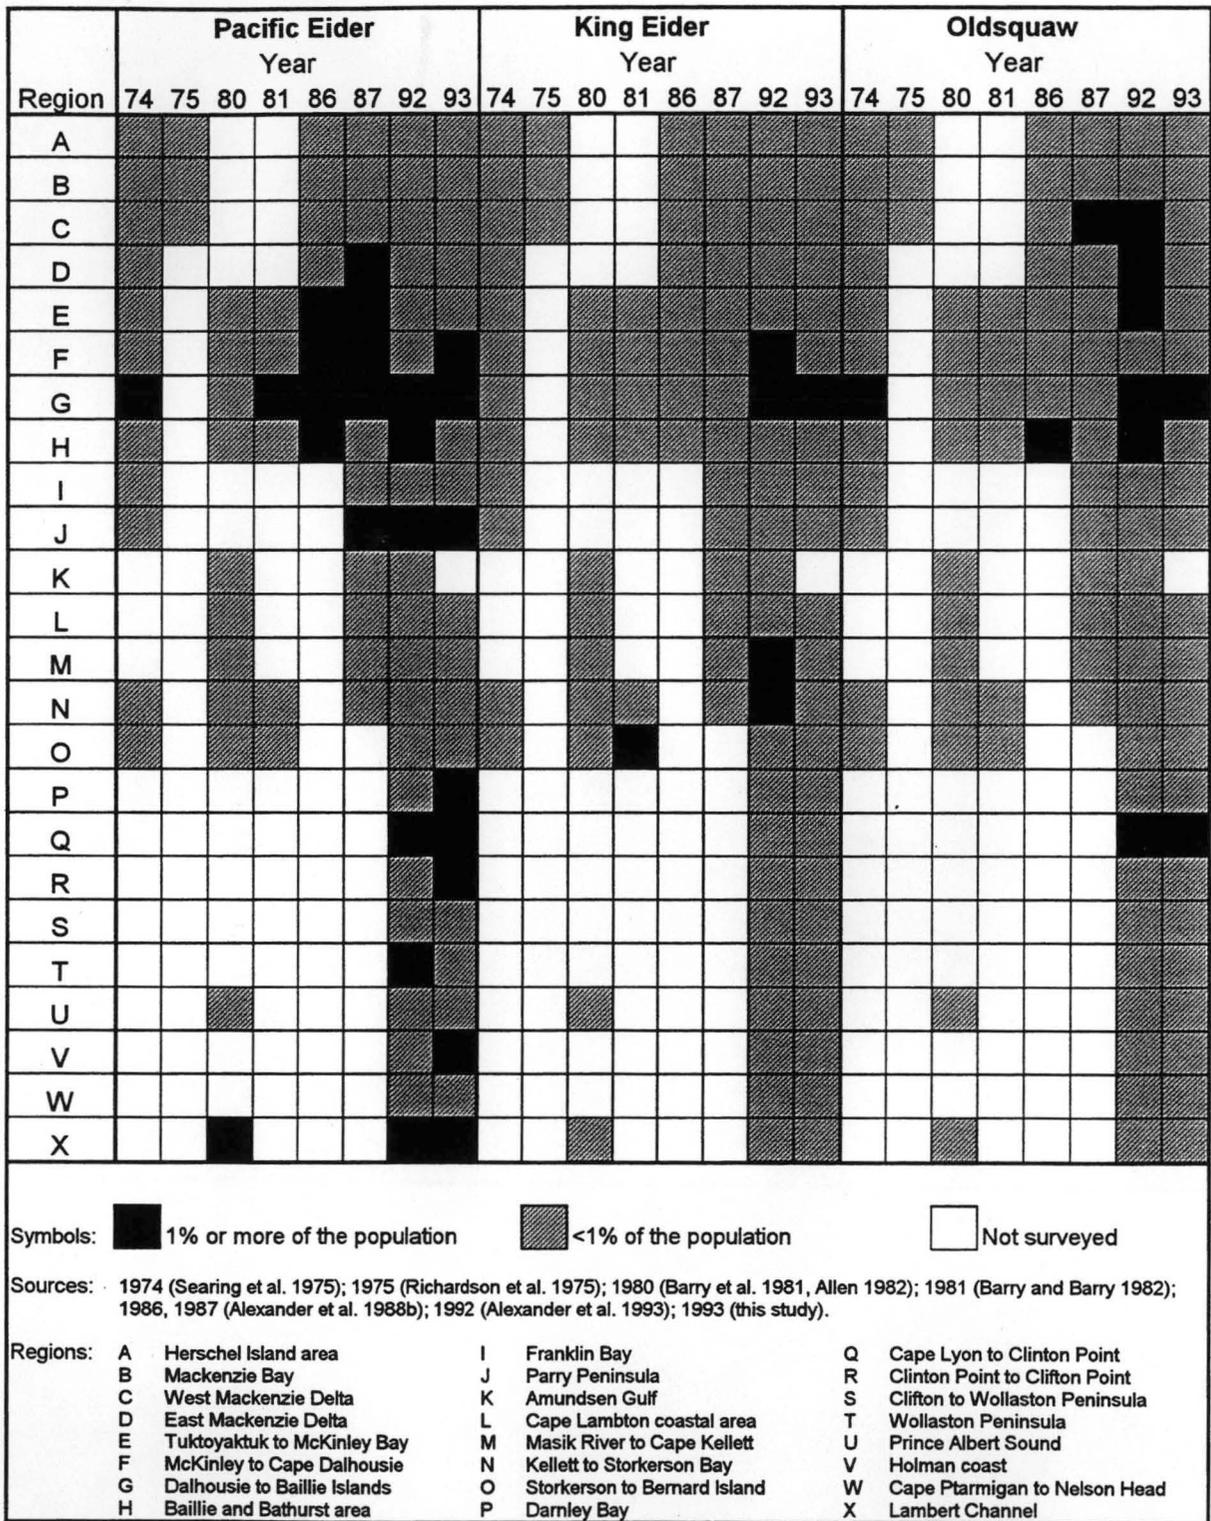 Pacific Eider King Eider Oldsquaw
Year Year Year
Region 74 75 80 81 86 87 92 93 74 75 80 81 86 87 92 93 74 75 80 81 86 87 92 93
A
B
C
D
E
F
G
H
I
J
K
L
M
N
O
P
Q
R
S
T
U
V
W
X
Symbols: 1% or more of the population <1% of the population Not surveyed
Sources: 1974 (Searing et al. 1975); 1975 (Richardson et al. 1975); 1980 (Barry et al. 1981, Allen 1982); 1981 (Barry and Barry 1982);
1986, 1987 (Alexander et al. 1988b); 1992 (Alexander et al. 1993); 1993 (this study).
Regions: A Herschel Island area I Franklin Bay Q Cape Lyon to Clinton Point
B Mackenzie Bay J Parry Peninsula R Clinton Point to Clifton Point
C West Mackenzie Delta K Amundsen Gulf S Clifton to Wollaston Peninsula
D East Mackenzie Delta L Cape Lambton coastal area T Wollaston Peninsula
E Tuktoyaktuk to McKinley Bay M Masik River to Cape Kellett U Prince Albert Sound
F McKinley to Cape Dalhousie N Kellett to Storkerson Bay V Holman coast
G Dalhousie to Baillie Islands O Storkerson to Bernard Island W Cape Ptarmigan to Nelson Head
H Baillie and Bathurst area P Darnley Bay X Lambert Channel